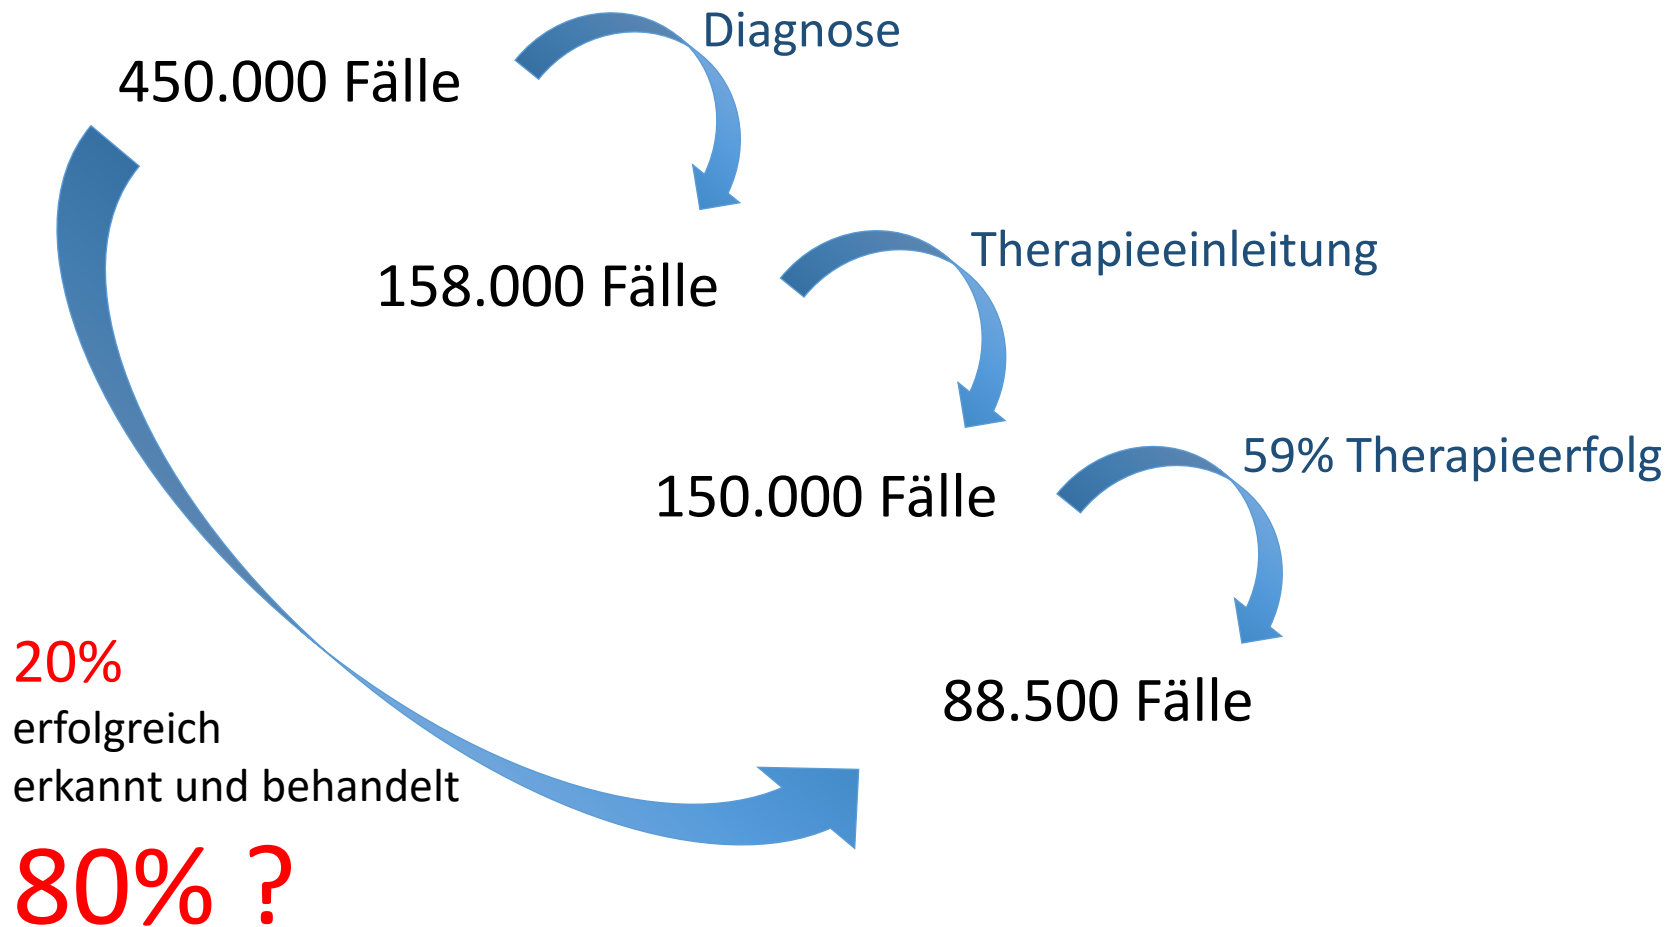 Diagnose
450.000 Fälle
Therapieeinleitung
158.000 Fälle
59% Therapieerfolg
150.000 Fälle
88.500 Fälle
20%
erfolgreich
erkannt und behandelt
80% ?